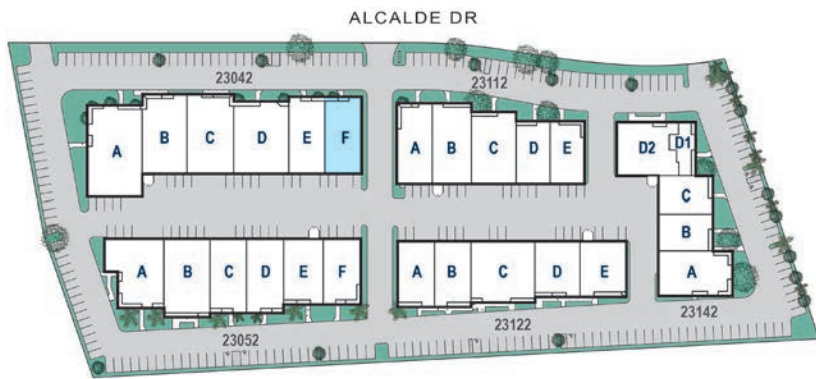 ALCALDE DR
23042
23112
A B C D E F
A B C D E
D2 D1
C
B
A
A B C D E F
A B C D E
23052
23122
23142